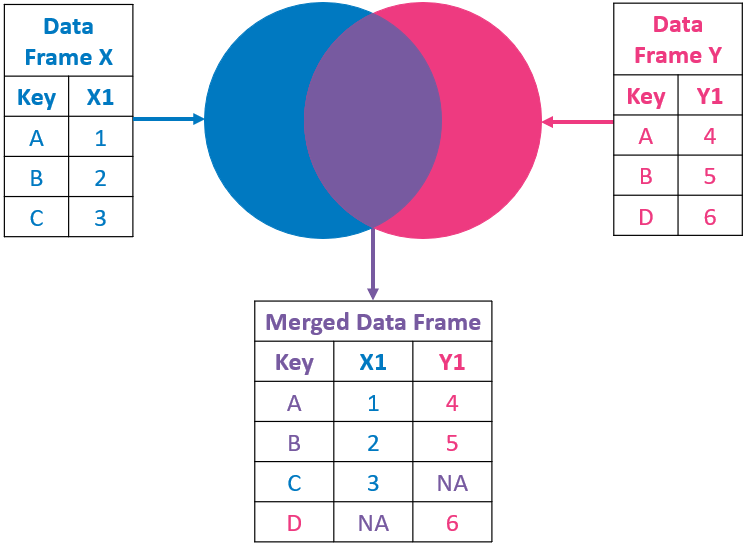 Data
Frame X
Key X1
A 1
B 2
C 3
Data
Frame Y
Key Y1
A 4
B 5
D 6
Merged Data Frame
Key X1 Y1
A 1 4
B 2 5
C 3 NA
D NA 6